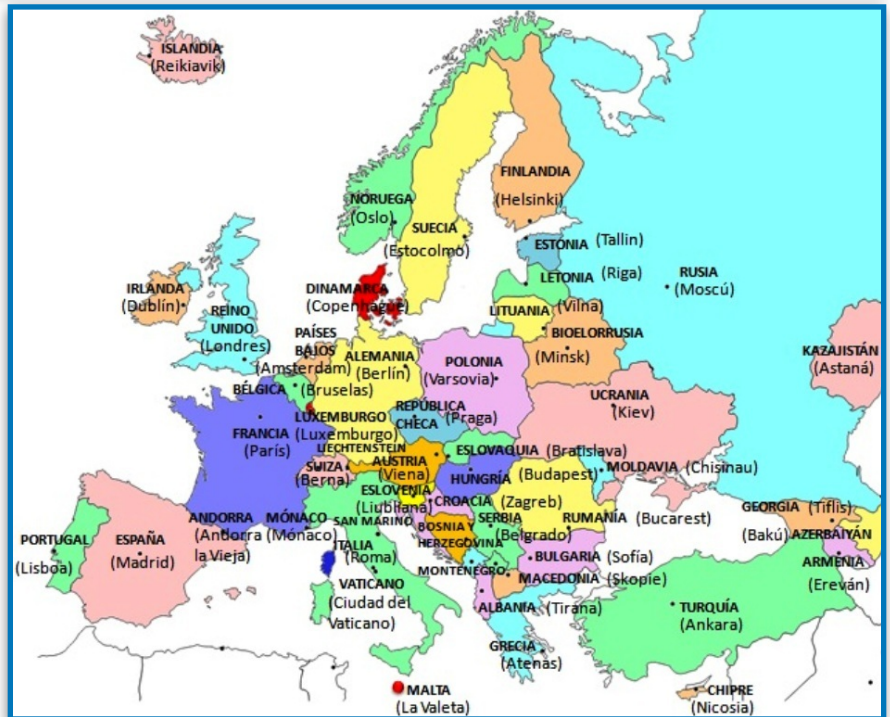 ISLANDIA
(Reikiavik)
FINLANDIA
(Helsinki)
NORUEGA
(Oslo)
SUECIA
(Estocolmo)
ESTONIA (Tallin)
LETONIA (Riga)
RUSIA
(Moscú)
IRLANDA
(Dublín)
REINO
UNIDO
(Londres)
DINAMARCA
(Copenhague)
LITUANIA (Vilna)
BIOELORRUSIA
(Minsk)
PAÍSES
BAJOS
(Amsterdam)
ALEMANIA
(Berlín)
POLONIA
(Varsovia)
KAZAJISTÁN
(Astaná)
BÉLGICA (Bruselas)
UCRANIA
(Kiev)
LUXEMBURGO
(Luxemburgo)
REPÚBLICA
CHECA
(Praga)
FRANCIA
(París)
LIECHTENSTEIN
SUIZA
(Berna)
AUSTRIA
(Viena)
ESLOVAQUIA (Bratislava)
HUNGRÍA (Budapest)
MOLDAVIA (Chisinau)
ESLOVENIA
(Liubliana)
CROACIA (Zagreb)
PORTUGAL
(Lisboa)
ESPAÑA
(Madrid)
ANDORRA
(Andorra
la Vieja)
MÓNACO
(Mónaco)
SAN MARINO
ITALIA
(Roma)
BOSNIA Y
HERZEGOVINA
SERBIA
(Belgrado)
RUMANÍA (Bucarest)
GEORGIA (Tiflis)
(Bakú) AZERBAIYÁN
ARMENIA
(Ereván)
MONTENEGRO
BULGARIA (Sofía)
MACEDONIA (Skopie)
VATICANO
(Ciudad del
Vaticano)
ALBANIA (Tirana)
TURQUÍA
(Ankara)
GRECIA
(Atenas)
MALTA
(La Valeta)
CHIPRE
(Nicosia)